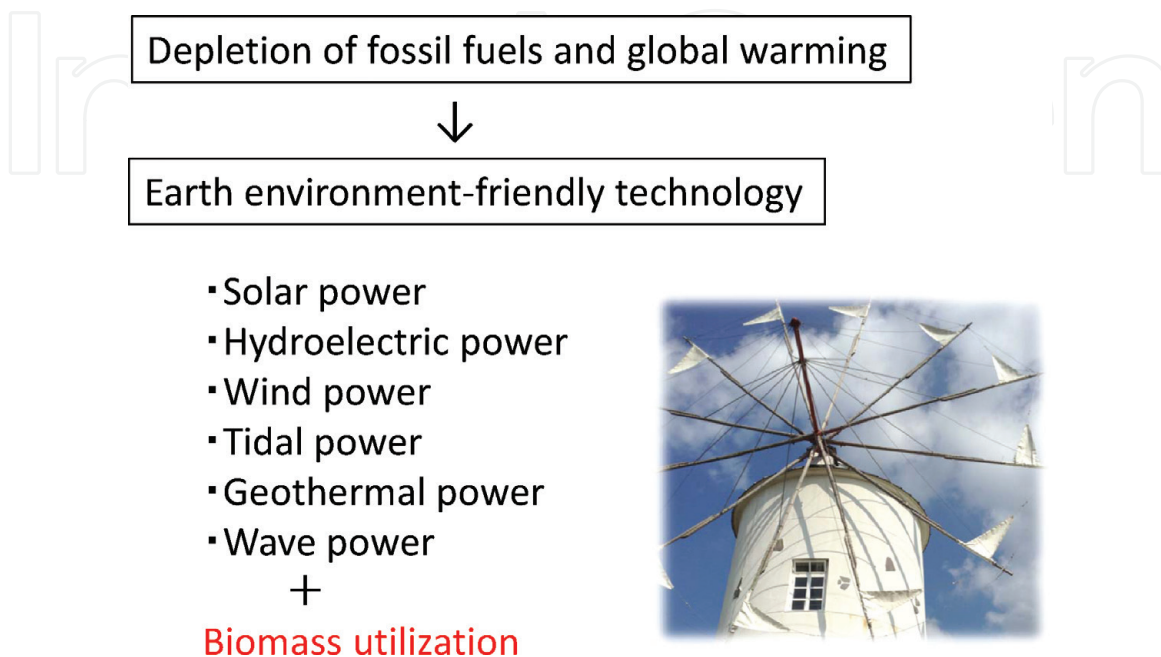 Depletion of fossil fuels and global warming
↓
Earth environment-friendly technology
・Solar power
・Hydroelectric power
・Wind power
・Tidal power
・Geothermal power
・Wave power
+
Biomass utilization